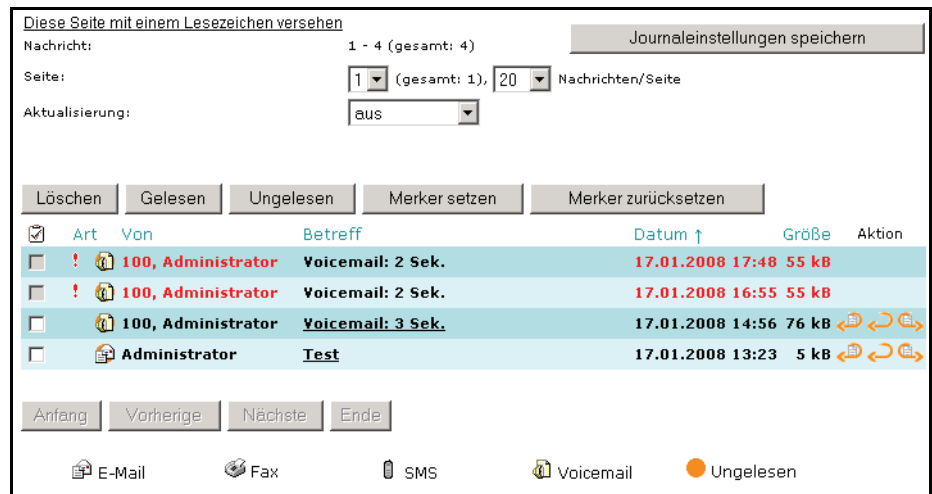 Diese Seite mit einem Lesezeichen versehen
Nachricht: 1 - 4 (gesamt: 4) Journaleinstellungen speichern
Seite: 1 (gesamt: 1), 20 Nachrichten/Seite
Aktualisierung: aus
Löschen Gelesen Ungelesen Merker setzen Merker zurücksetzen
Art Von Betreff Datum ↑ Größe Aktion
! 100, Administrator Voicemail: 2 Sek. 17.01.2008 17:48 55 kB
! 100, Administrator Voicemail: 2 Sek. 17.01.2008 16:55 55 kB
100, Administrator Voicemail: 3 Sek. 17.01.2008 14:56 76 kB
Administrator Test 17.01.2008 13:23 5 kB
Anfang Vorherige Nächste Ende
E-Mail Fax SMS Voicemail Ungelesen